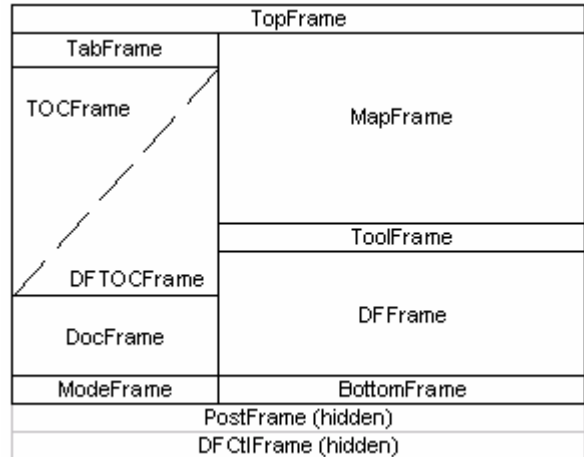 TopFrame
TabFrame
TOCFrame
MapFrame
ToolFrame
DFTOCFrame
DFFrame
DocFrame
ModeFrame
BottomFrame
PostFrame (hidden)
DFCtlFrame (hidden)